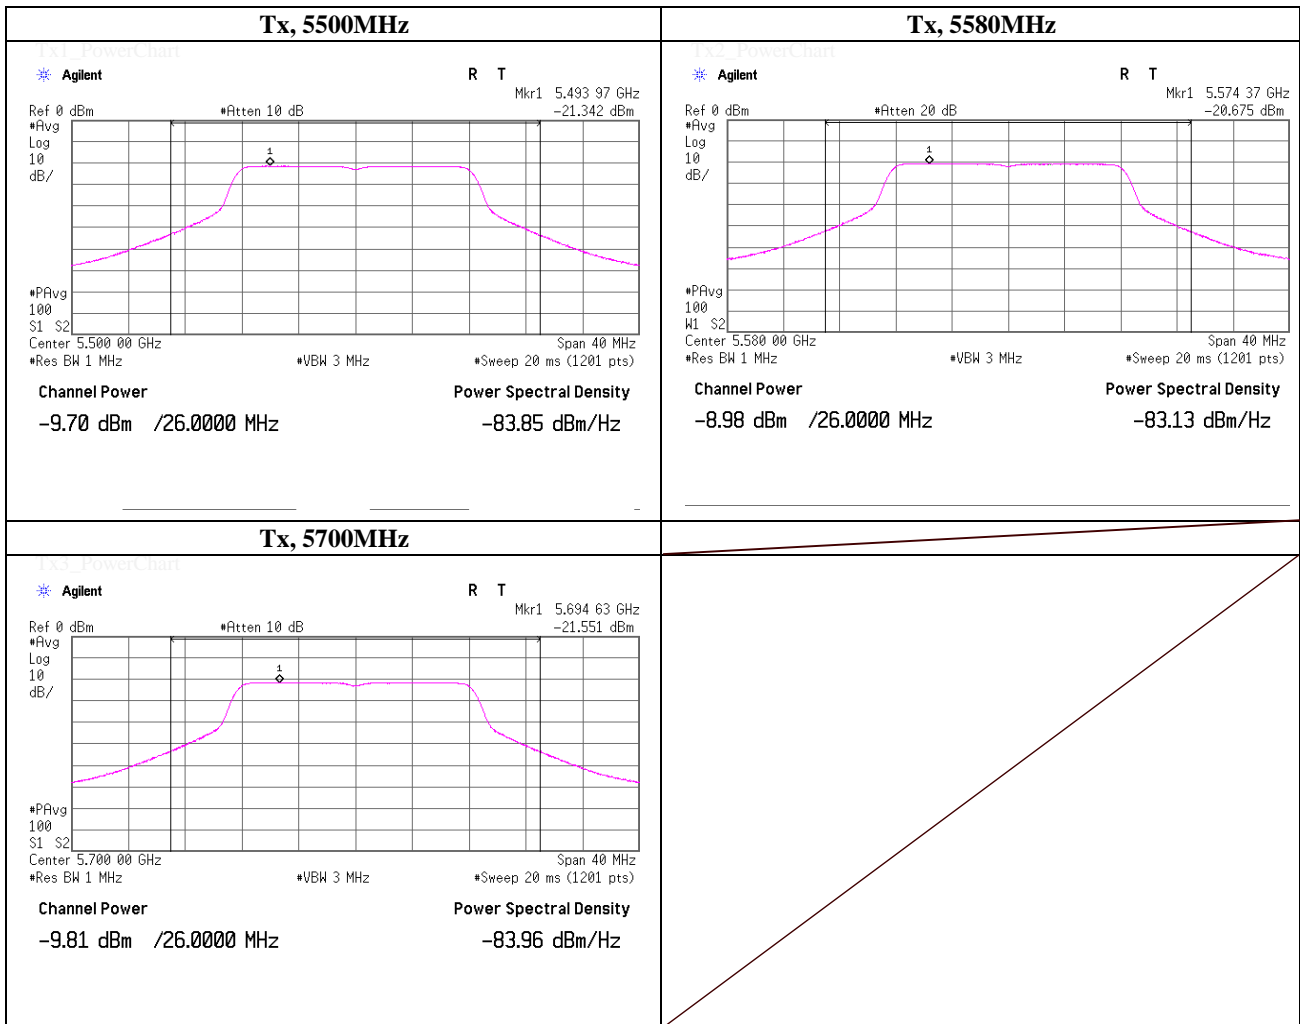 Tx, 5500MHz
Tx1_PowerChart
Agilent
R T
Mkr1 5.493 97 GHz
Ref 0 dBm
#Atten 10 dB
-21.342 dBm
#Avg
Log
10
dB/
1
#PAvg
100
S1 S2
Center 5.500 00 GHz
Span 40 MHz
#Res BW 1 MHz
#VBW 3 MHz
#Sweep 20 ms (1201 pts)
Channel Power
Power Spectral Density
-9.70 dBm /26.0000 MHz
-83.85 dBm/Hz
Tx, 5580MHz
Tx2_PowerChart
Agilent
R T
Mkr1 5.574 37 GHz
Ref 0 dBm
#Atten 20 dB
-20.675 dBm
#Avg
Log
10
dB/
1
#PAvg
100
W1 S2
Center 5.580 00 GHz
Span 40 MHz
#Res BW 1 MHz
#VBW 3 MHz
#Sweep 20 ms (1201 pts)
Channel Power
Power Spectral Density
-8.98 dBm /26.0000 MHz
-83.13 dBm/Hz
Tx, 5700MHz
Tx3_PowerChart
Agilent
R T
Mkr1 5.694 63 GHz
Ref 0 dBm
#Atten 10 dB
-21.551 dBm
#Avg
Log
10
dB/
1
#PAvg
100
S1 S2
Center 5.700 00 GHz
Span 40 MHz
#Res BW 1 MHz
#VBW 3 MHz
#Sweep 20 ms (1201 pts)
Channel Power
Power Spectral Density
-9.81 dBm /26.0000 MHz
-83.96 dBm/Hz